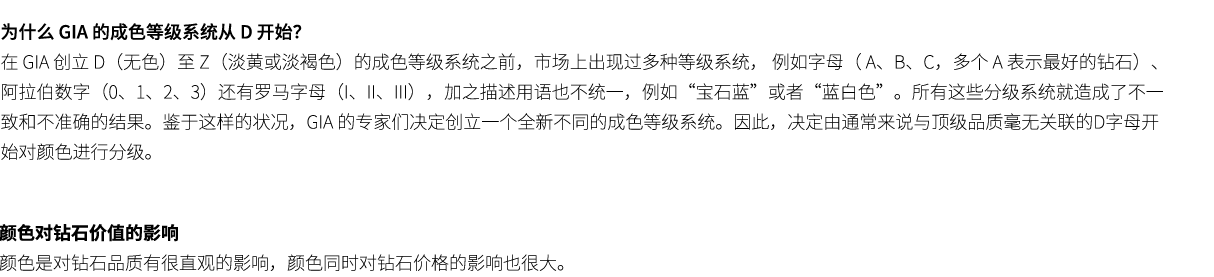 为什么 GIA 的成色等级系统从 D 开始？
在 GIA 创立 D（无色）至 Z（淡黄或淡褐色）的成色等级系统之前，市场上出现过多种等级系统， 例如字母（ A、B、C，多个 A 表示最好的钻石）、
阿拉伯数字（0、1、2、3）还有罗马字母（I、II、III），加之描述用语也不统一，例如“宝石蓝”或者“蓝白色”。所有这些分级系统就造成了不一
致和不准确的结果。鉴于这样的状况，GIA 的专家们决定创立一个全新不同的成色等级系统。因此，决定由通常来说与顶级品质毫无关联的D字母开
始对颜色进行分级。
颜色对钻石价值的影响
颜色是对钻石品质有很直观的影响，颜色同时对钻石价格的影响也很大。